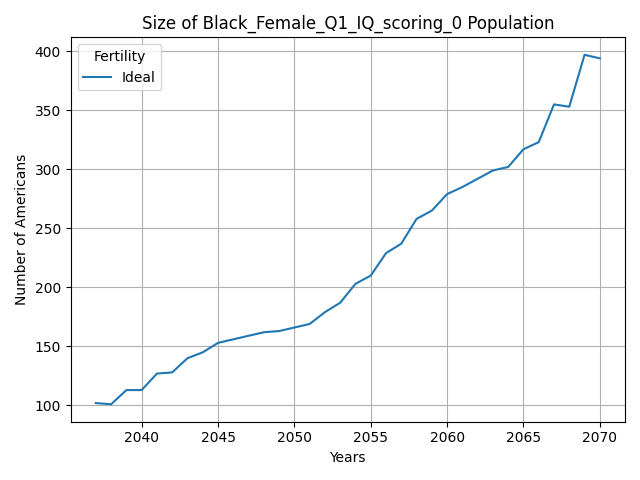 Size of Black_Female_Q1_IQ_scoring_0 Population
Fertility
Ideal
Number of Americans
400
350
300
250
200
150
100
2040 2045 2050 2055 2060 2065 2070
Years